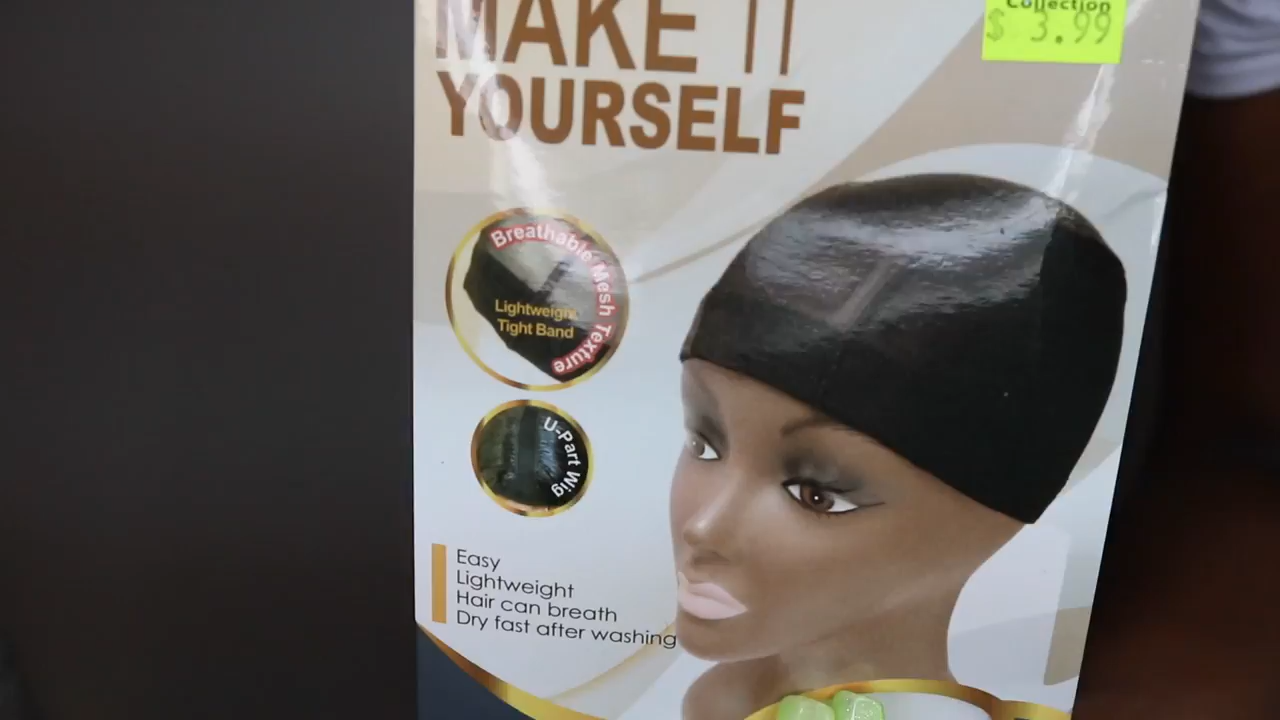 MAKE IT
YOURSELF
Collection
$ 3.99
Breathable Mesh Texture
Lightweight
Tight Band
U-Part Wig
Easy
Lightweight
Hair can breath
Dry fast after washing